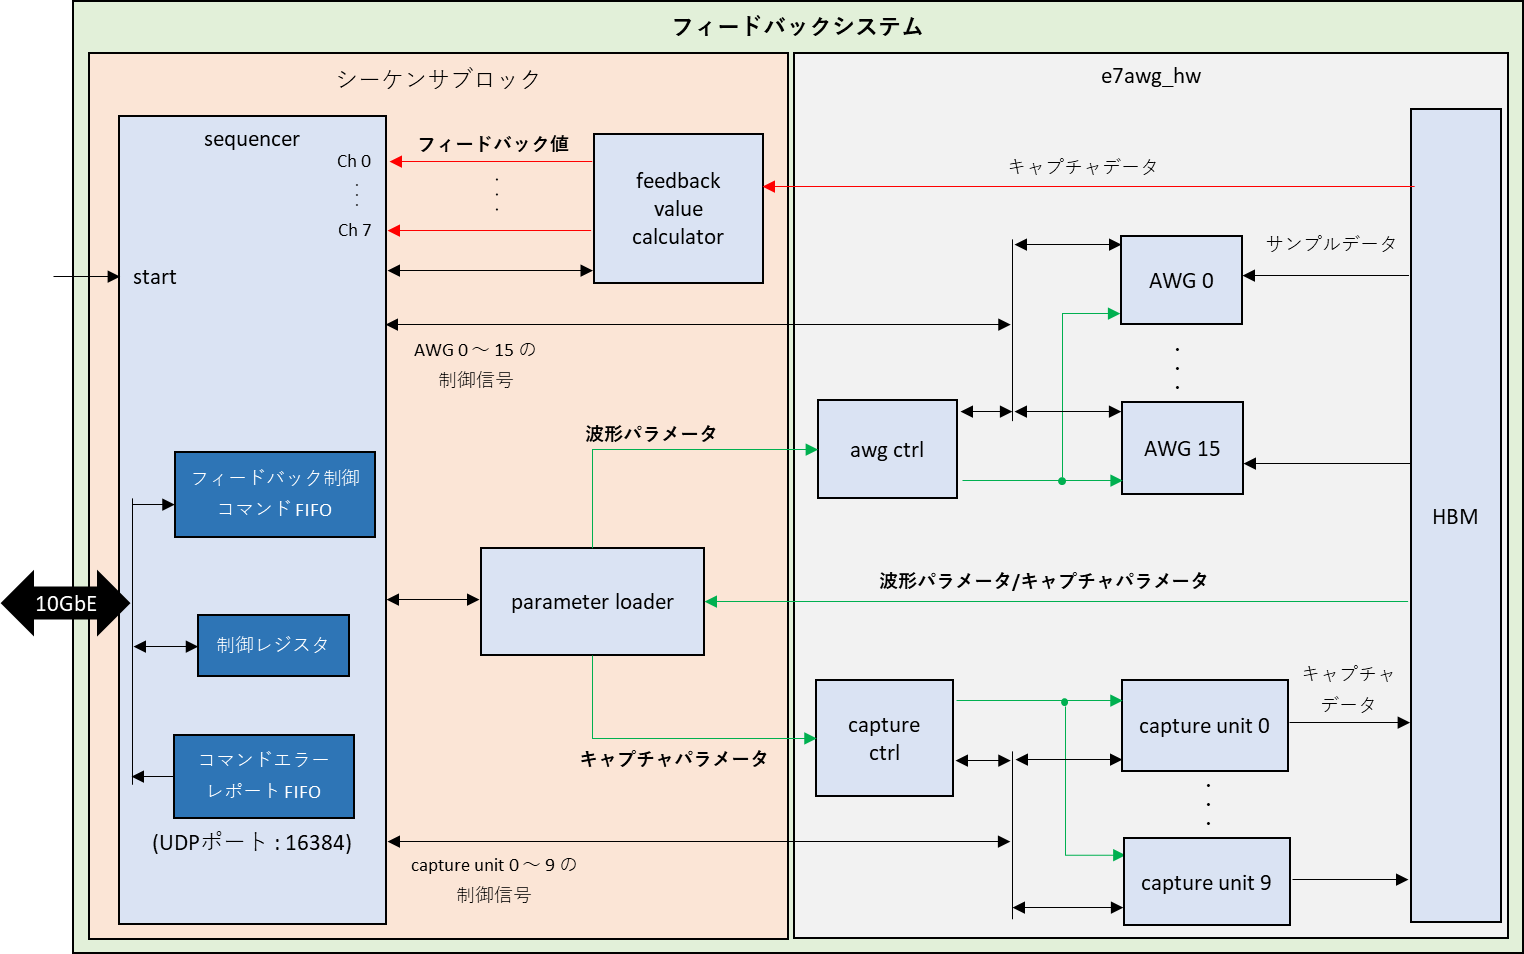 フィードバックシステム
シーケンサブロック
sequencer
Ch 0
Ch 7
start
フィードバック値
feedback
value
calculator
AWG 0 ~ 15 の
制御信号
フィードバック制御
コマンド FIFO
10GbE
制御レジスタ
コマンドエラー
レポート FIFO
(UDPポート : 16384)
波形パラメータ
parameter loader
キャプチャパラメータ
capture unit 0 ~ 9 の
制御信号
e7awg_hw
キャプチャデータ
サンプルデータ
AWG 0
AWG 15
awg ctrl
HBM
波形パラメータ/キャプチャパラメータ
capture
ctrl
キャプチャ
データ
capture unit 0
capture unit 9